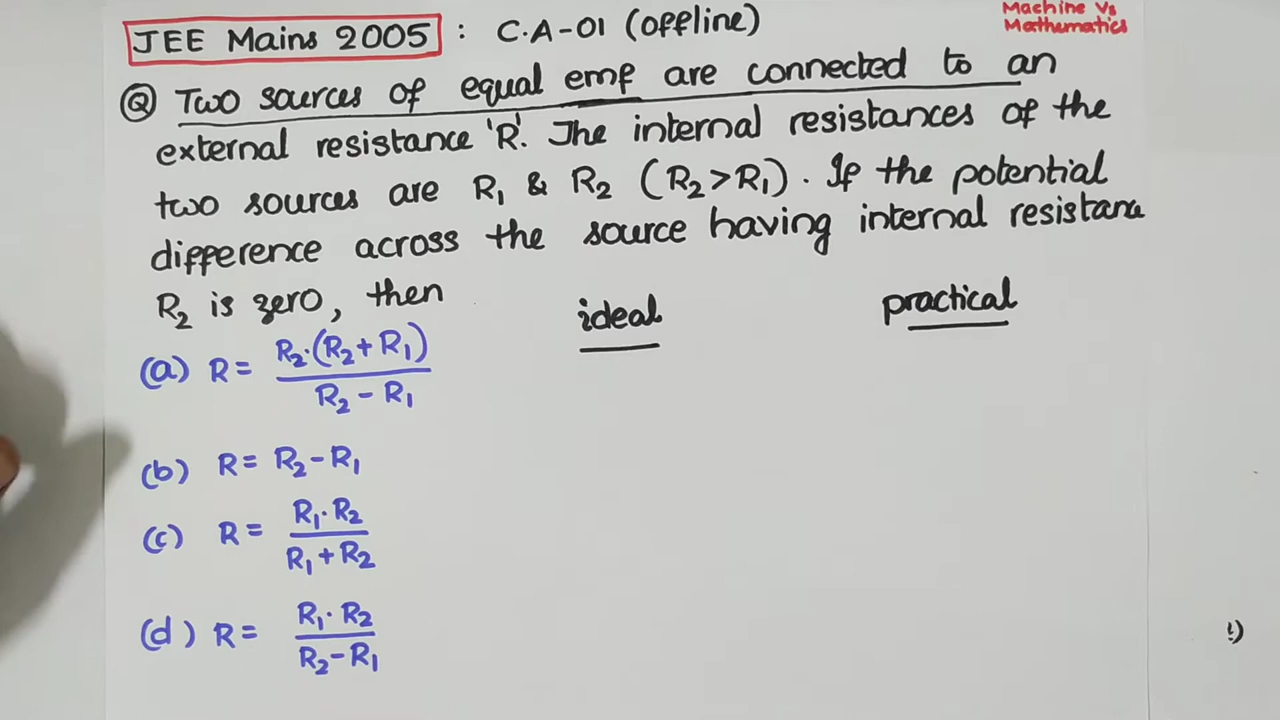 Machine Vs
Mathematics
JEE Mains 2005 : C.A-01 (offline)
Q Two sources of equal emf are connected to an
external resistance 'R'. The internal resistances of the
two sources are R₁ & R₂ (R₂>R₁). If the potential
difference across the source having internal resistance
R₂ is zero, then
ideal
practical
(a) R = R₂·(R₂+R₁) / R₂ - R₁
(b) R = R₂ - R₁
(c) R = R₁·R₂ / R₁+R₂
(d) R = R₁·R₂ / R₂-R₁